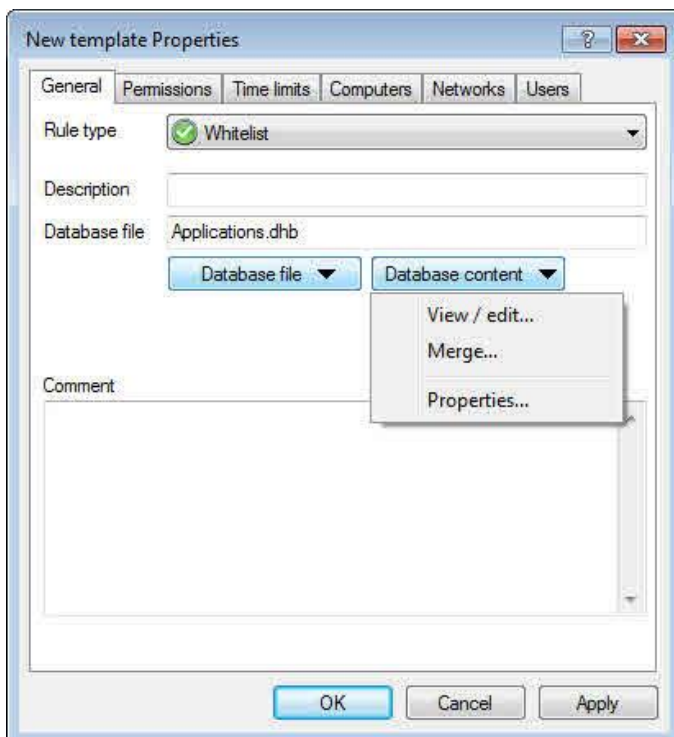 New template Properties
?
General Permissions Time limits Computers Networks Users
Rule type Whitelist
Description
Database file Applications.dhb
Database file Database content
View / edit...
Merge...
Properties...
Comment
OK Cancel Apply